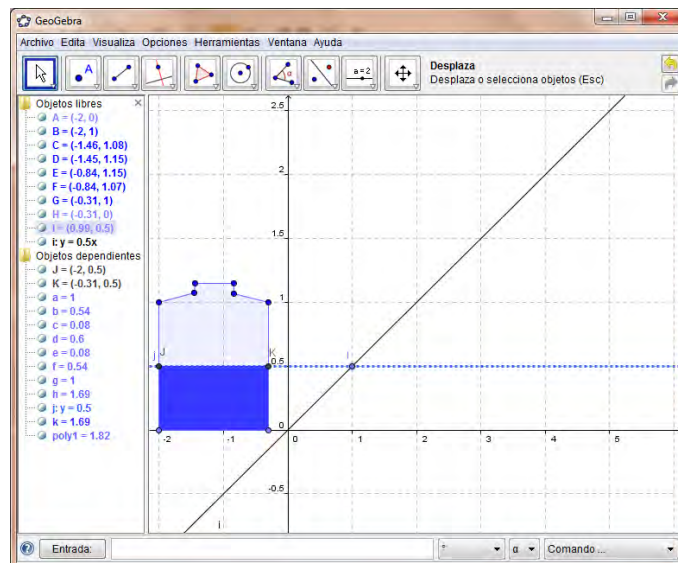 GeoGebra
Archivo Edita Visualiza Opciones Herramientas Ventana Ayuda
A
α
a=2
Desplaza
Desplaza o selecciona objetos (Esc)
Objetos libres
A = (-2, 0)
B = (-2, 1)
C = (-1.46, 1.08)
D = (-1.45, 1.15)
E = (-0.84, 1.15)
F = (-0.84, 1.07)
G = (-0.31, 1)
H = (-0.31, 0)
I = (0.99, 0.5)
i: y = 0.5x
Objetos dependientes
J = (-2, 0.5)
K = (-0.31, 0.5)
a = 1
b = 0.54
c = 0.08
d = 0.6
e = 0.08
f = 0.54
g = 1
h = 1.69
j: y = 0.5
k = 1.69
poly1 = 1.82
2.5
2
1.5
1
j J K 0.5 I
0
-2 -1 0 1 2 3 4 5
-0.5
i
Entrada:
° α Comando ...